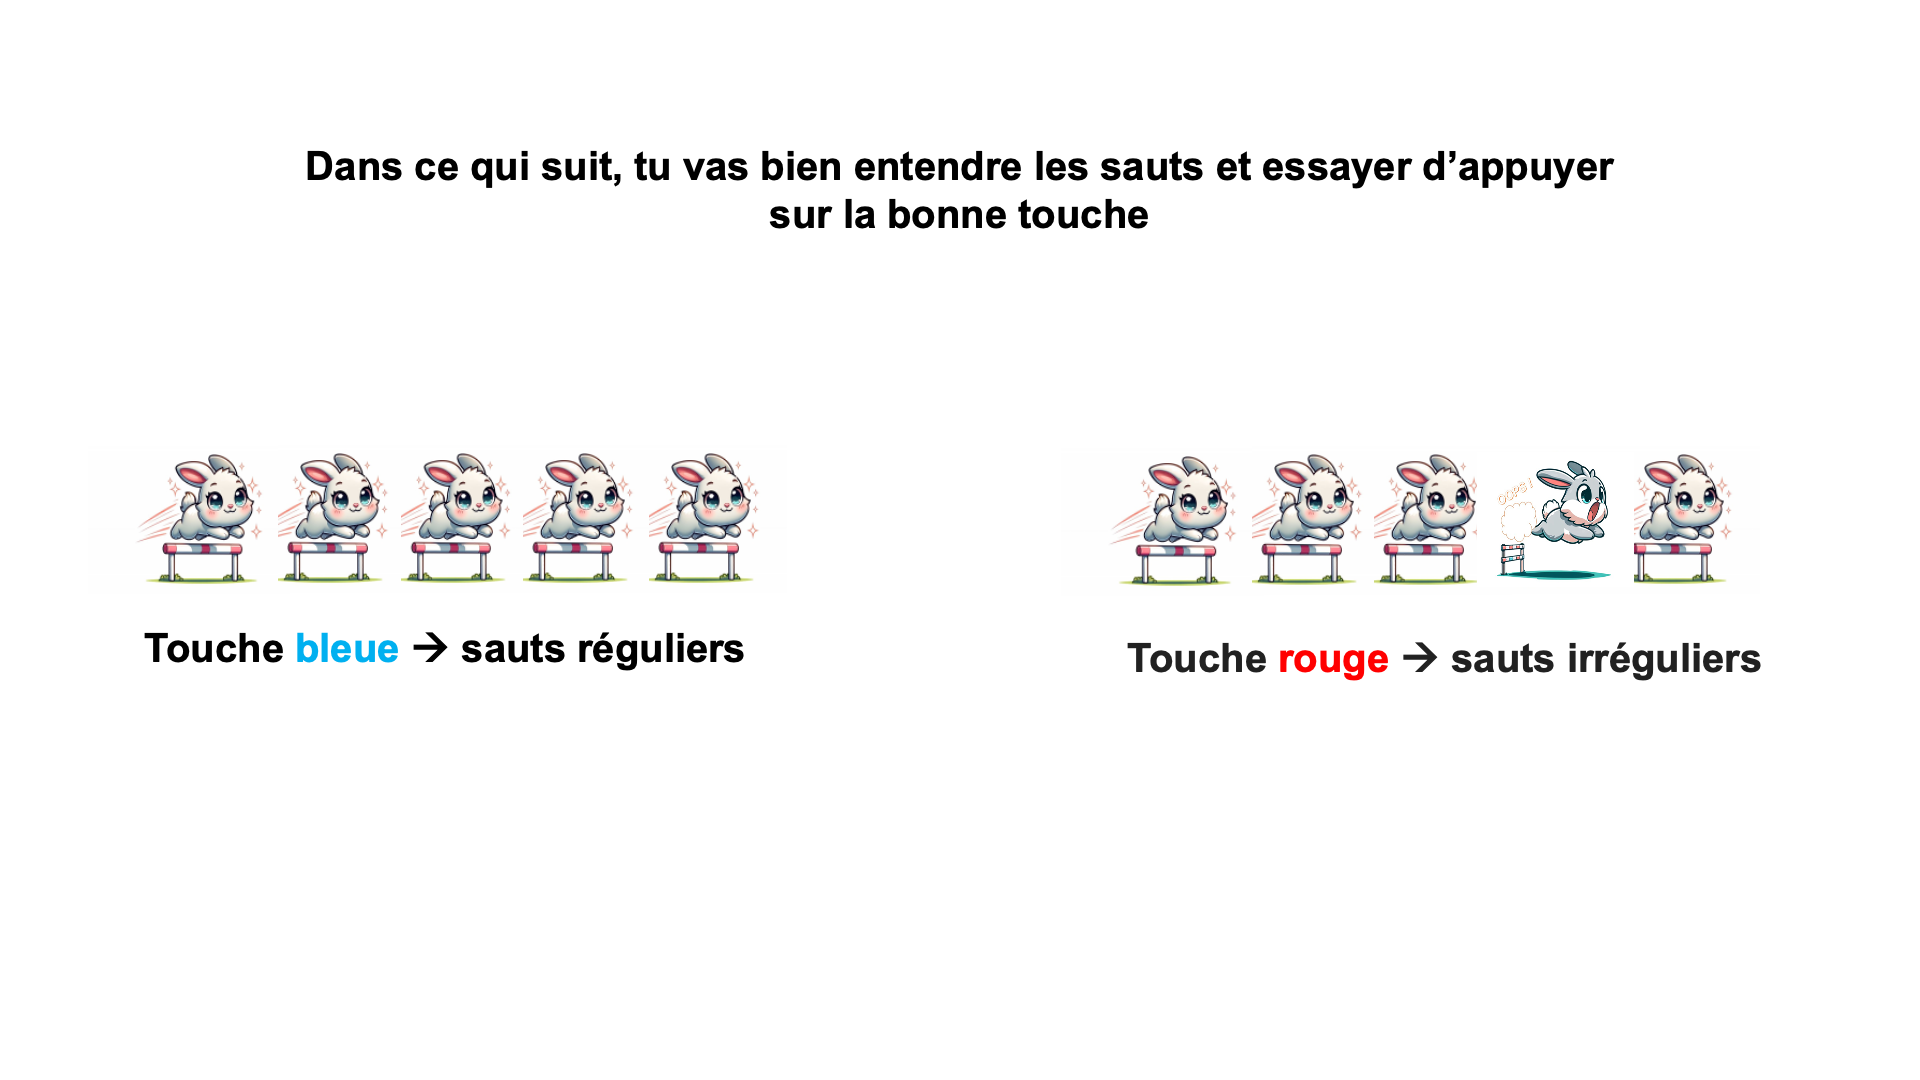 Dans ce qui suit, tu vas bien entendre les sauts et essayer d’appuyer
sur la bonne touche
OOPS!
Touche bleue → sauts réguliers
Touche rouge → sauts irréguliers